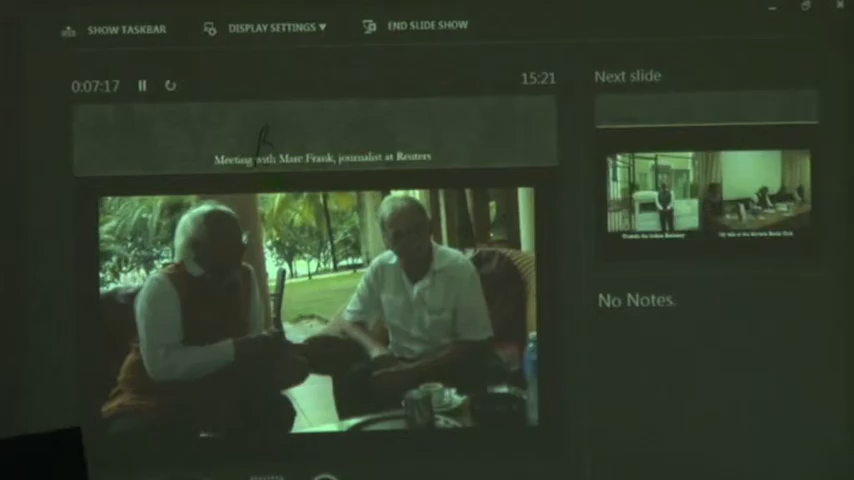 SHOW TASKBAR
DISPLAY SETTINGS ▼
END SLIDE SHOW
0:07:17
15:21
Next slide
Meeting with Marc Frank, journalist at Reuters
No Notes.